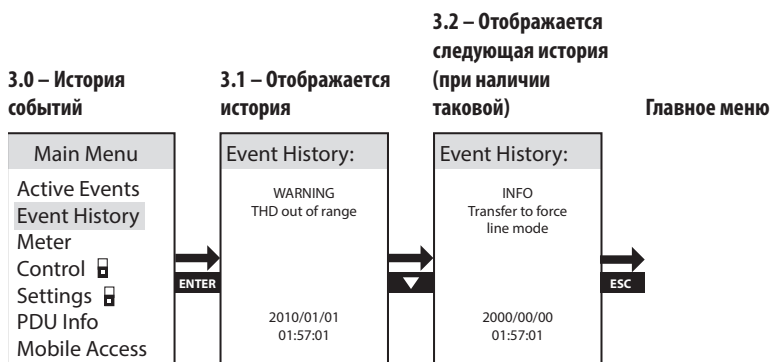 3.0 – История
событий
3.1 – Отображается
история
3.2 – Отображается
следующая история
(при наличии
таковой)
Главное меню
Main Menu
Active Events
Event History
Meter
Control
Settings
PDU Info
Mobile Access
ENTER
Event History:
WARNING
THD out of range
2010/01/01
01:57:01
Event History:
INFO
Transfer to force
line mode
2000/00/00
01:57:01
ESC